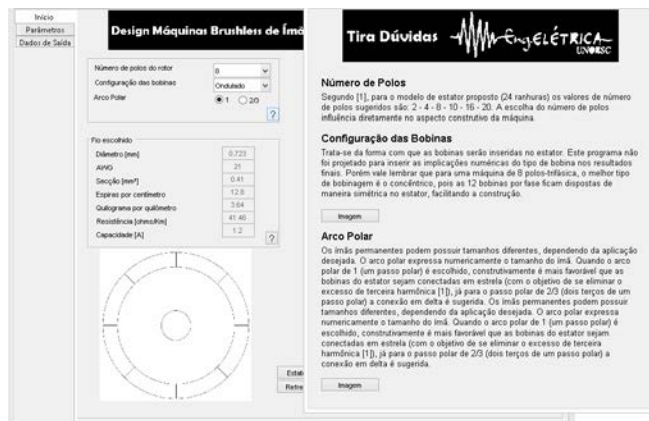 Início
Parâmetros
Dados de Saída
Design Máquinas Brushless de Ímã
Número de polos do rotor
8
Configuração das bobinas
Ondulado
Arco Polar
1
2/3
?
Fio escolhido
Diâmetro [mm]
0.723
AWG
21
Secção [mm²]
0.41
Espiras por centímetro
12.8
Quilograma por quilômetro
3.64
Resistência [ohms/Km]
41.46
Capacidade [A]
1.2
?
Estat
Refre
Tira Dúvidas
Eng.ELÉTRICA
UNOESC
Número de Polos
Segundo [1], para o modelo de estator proposto (24 ranhuras) os valores de número
de polos sugeridos são: 2 - 4 - 8 - 10 - 16 - 20. A escolha do número de polos
influência diretamente no aspecto construtivo da máquina.
Configuração das Bobinas
Trata-se da forma com que as bobinas serão inseridas no estator. Este programa não
foi projetado para inserir as implicações numéricas do tipo de bobina nos resultados
finais. Porém vale lembrar que para uma máquina de 8 polos-trifásica, o melhor tipo
de bobinagem é o concêntrico, pois as 12 bobinas por fase ficam dispostas de
maneira simétrica no estator, facilitando a construção.
Imagem
Arco Polar
Os ímãs permanentes podem possuir tamanhos diferentes, dependendo da aplicação
desejada. O arco polar expressa numericamente o tamanho do ímã. Quando o arco
polar de 1 (um passo polar) é escolhido, construtivamente é mais favorável que as
bobinas do estator sejam conectadas em estrela (com o objetivo de se eliminar o
excesso de terceira harmônica [1]), já para o passo polar de 2/3 (dois terços de um
passo polar) a conexão em delta é sugerida. Os ímãs permanentes podem possuir
tamanhos diferentes, dependendo da aplicação desejada. O arco polar expressa
numericamente o tamanho do ímã. Quando o arco polar de 1 (um passo polar) é
escolhido, construtivamente é mais favorável que as bobinas do estator sejam
conectadas em estrela (com o objetivo de se eliminar o excesso de terceira
harmônica [1]), já para o passo polar de 2/3 (dois terços de um passo polar) a
conexão em delta é sugerida.
Imagem